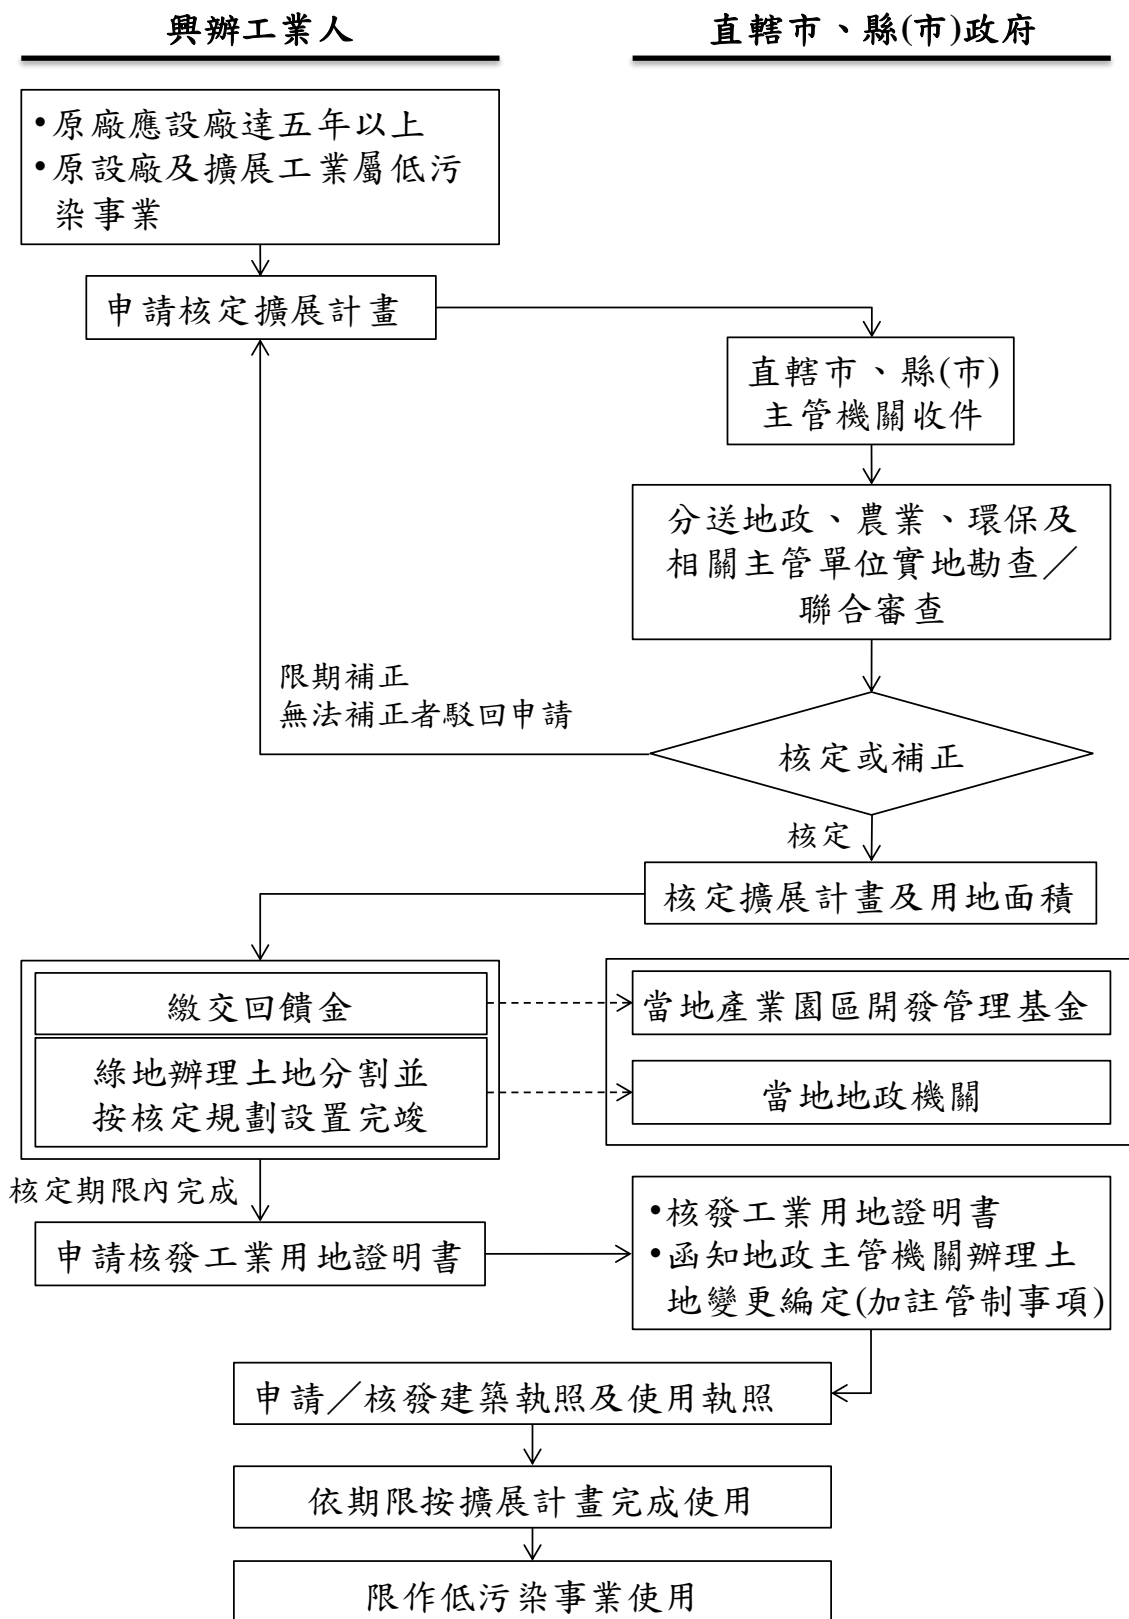 興辦工業人
直轄市、縣(市)政府
•原廠應設廠達五年以上
•原設廠及擴展工業屬低污
染事業
申請核定擴展計畫
直轄市、縣(市)
主管機關收件
分送地政、農業、環保及
相關主管單位實地勘查／
聯合審查
限期補正
無法補正者駁回申請
核定或補正
核定
核定擴展計畫及用地面積
繳交回饋金
當地產業園區開發管理基金
綠地辦理土地分割並
按核定規劃設置完竣
當地地政機關
核定期限內完成
申請核發工業用地證明書
•核發工業用地證明書
•函知地政主管機關辦理土
地變更編定(加註管制事項)
申請／核發建築執照及使用執照
依期限按擴展計畫完成使用
限作低污染事業使用